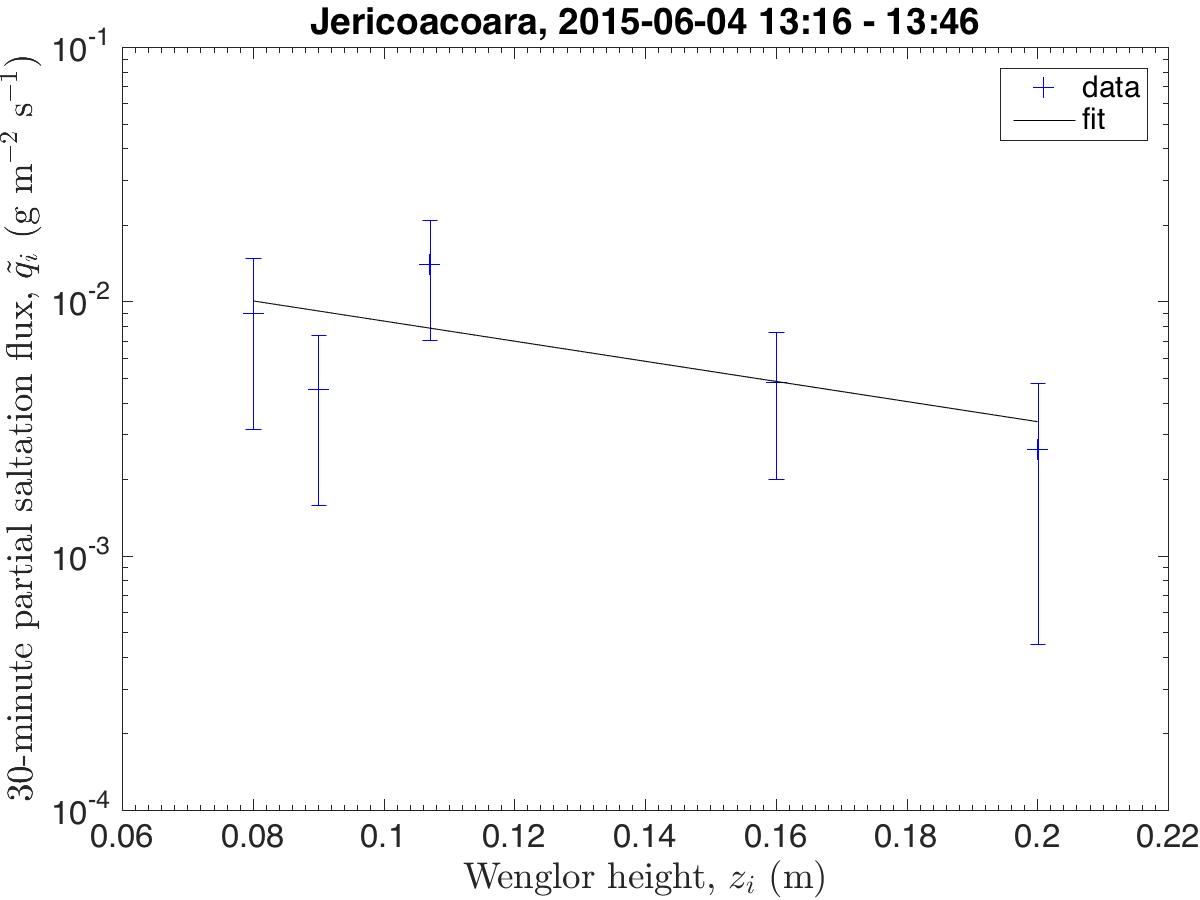 Jericoacoara, 2015-06-04 13:16 - 13:46
data
fit
30-minute partial saltation flux, q̃ᵢ (g m⁻² s⁻¹)
10⁻¹
10⁻²
10⁻³
10⁻⁴
0.06 0.08 0.1 0.12 0.14 0.16 0.18 0.2 0.22
Wenglor height, zᵢ (m)